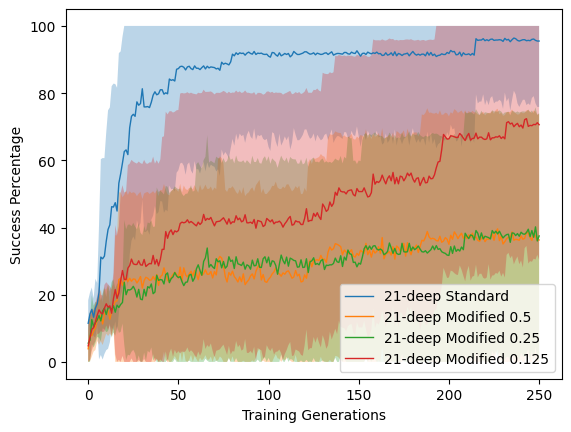 100
80
60
40
20
0
Success Percentage
0 50 100 150 200 250
Training Generations
21-deep Standard
21-deep Modified 0.5
21-deep Modified 0.25
21-deep Modified 0.125